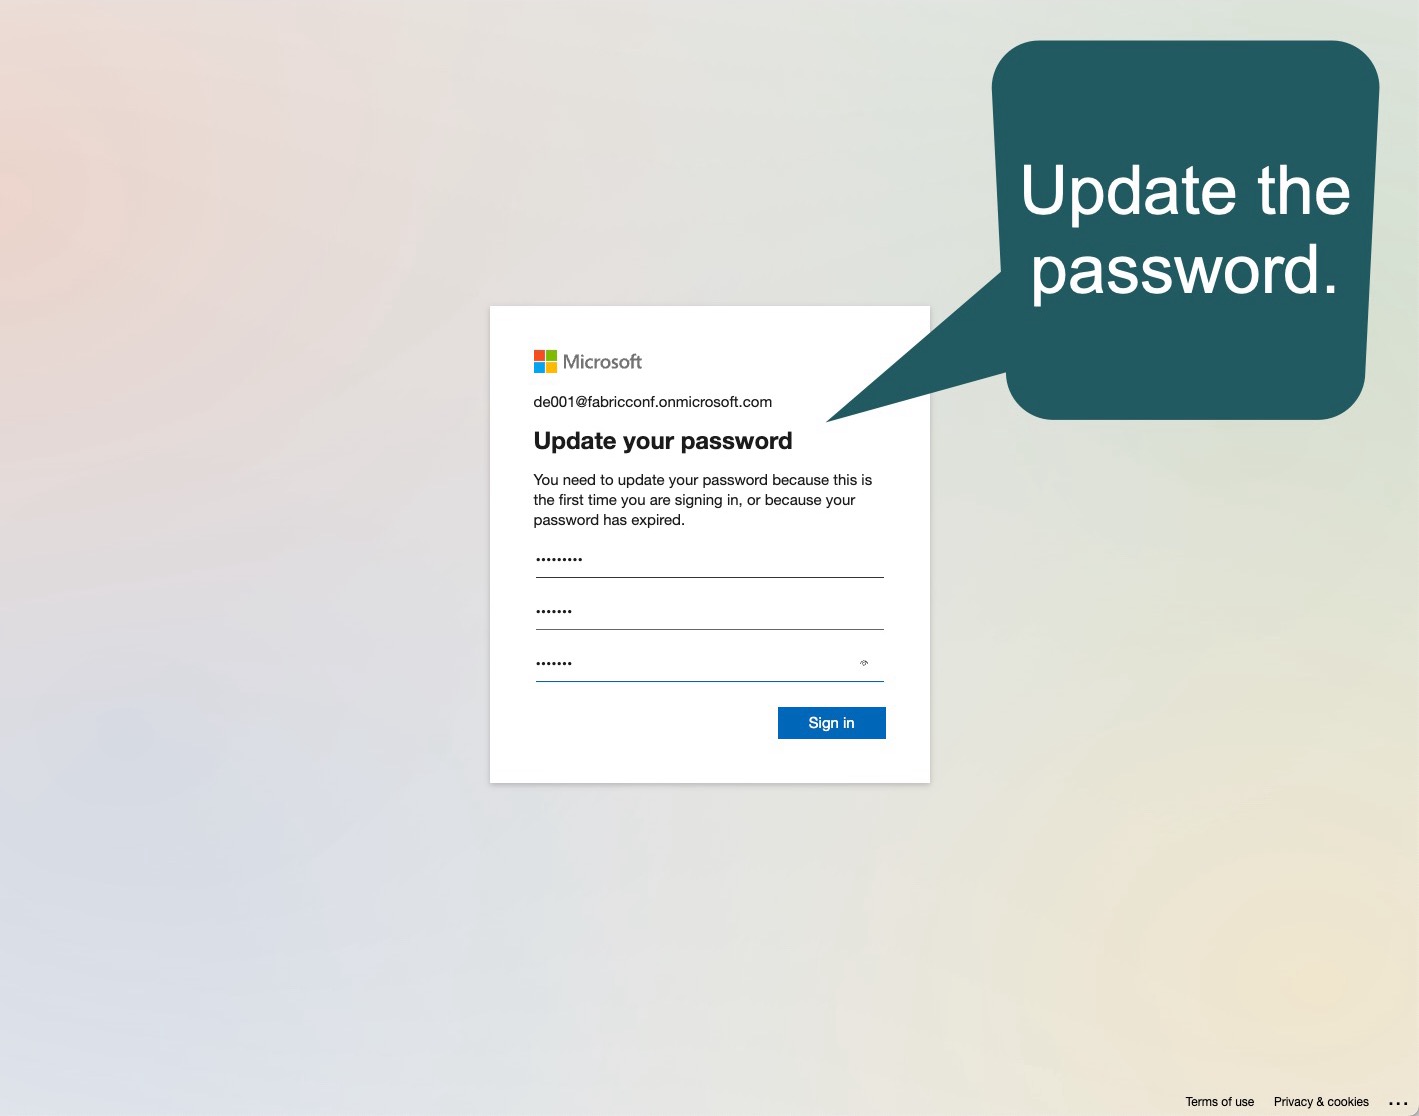 Update the
password.
Microsoft
de001@fabricconf.onmicrosoft.com
Update your password
You need to update your password because this is
the first time you are signing in, or because your
password has expired.
•••••••••
•••••••
•••••••
Sign in
Terms of use Privacy & cookies ...